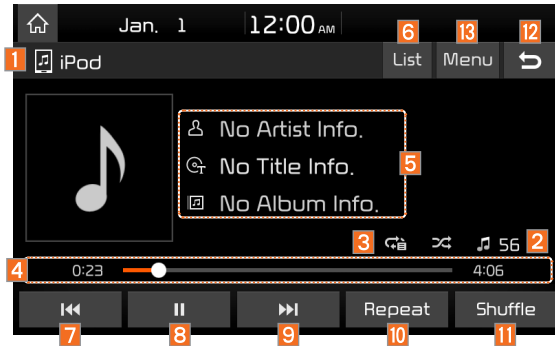 Jan. 1 12:00 AM
6 13 12
1 iPod List Menu
No Artist Info.
No Title Info. 5
No Album Info.
3 56 2
4 0:23 4:06
Repeat Shuffle
7 8 9 10 11